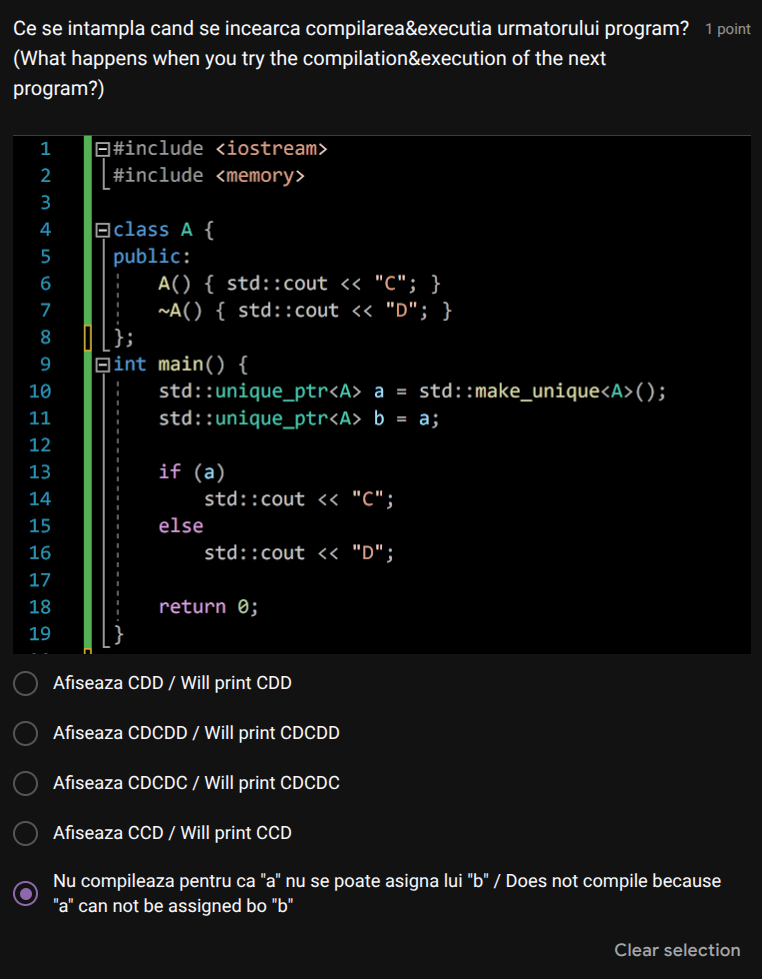 Ce se intampla cand se incearca compilarea&executia urmatorului program? 1 point
(What happens when you try the compilation&execution of the next
program?)
1 #include <iostream>
2 #include <memory>
3
4 class A {
5 public:
6 A() { std::cout << "C"; }
7 ~A() { std::cout << "D"; }
8 };
9 int main() {
10 std::unique_ptr<A> a = std::make_unique<A>();
11 std::unique_ptr<A> b = a;
12
13 if (a)
14 std::cout << "C";
15 else
16 std::cout << "D";
17
18 return 0;
19 }
Afiseaza CDD / Will print CDD
Afiseaza CDCDD / Will print CDCDD
Afiseaza CDCDC / Will print CDCDC
Afiseaza CCD / Will print CCD
Nu compileaza pentru ca "a" nu se poate asigna lui "b" / Does not compile because
"a" can not be assigned bo "b"
Clear selection